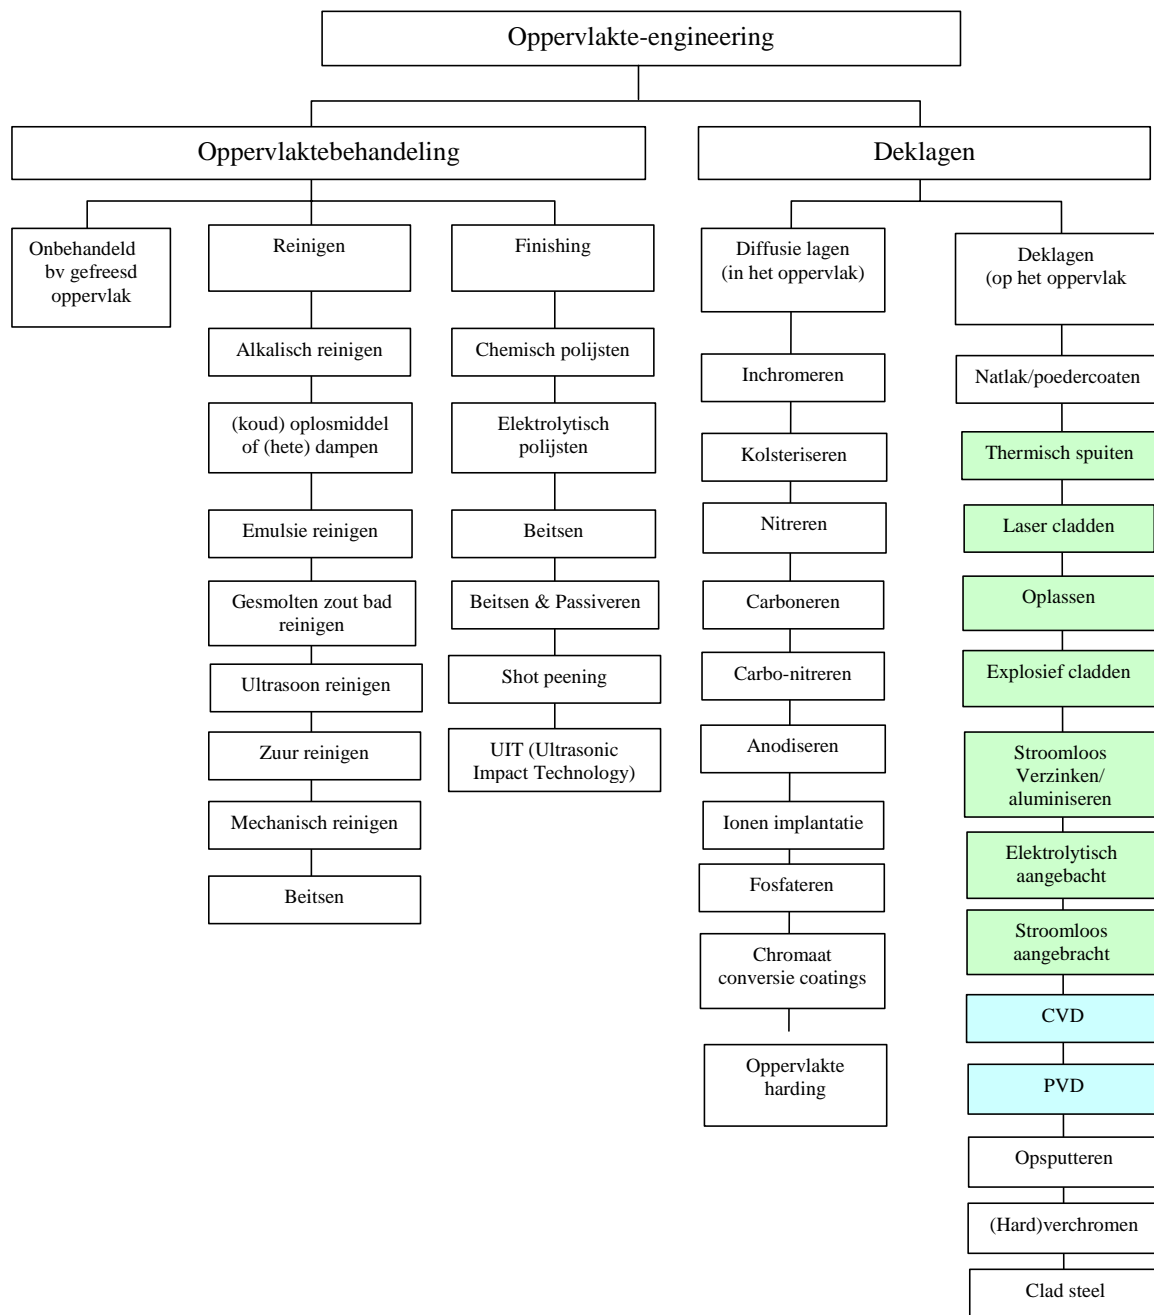 Oppervlakte-engineering
Oppervlaktebehandeling
Deklagen
Onbehandeld
bv gefreesd
oppervlak
Reinigen
Alkalisch reinigen
(koud) oplosmiddel
of (hete) dampen
Emulsie reinigen
Gesmolten zout bad
reinigen
Ultrasoon reinigen
Zuur reinigen
Mechanisch reinigen
Beitsen
Finishing
Chemisch polijsten
Elektrolytisch
polijsten
Beitsen
Beitsen & Passiveren
Shot peening
UIT (Ultrasonic
Impact Technology)
Diffusie lagen
(in het oppervlak)
Inchromeren
Kolsteriseren
Nitreren
Carboneren
Carbo-nitreren
Anodiseren
Ionen implantatie
Fosfateren
Chromaat
conversie coatings
Oppervlakte
harding
Deklagen
(op het oppervlak
Natlak/poedercoaten
Thermisch spuiten
Laser cladden
Oplassen
Explosief cladden
Stroomloos
Verzinken/
aluminiseren
Elektrolytisch
aangebacht
Stroomloos
aangebracht
CVD
PVD
Opsputteren
(Hard)verchromen
Clad steel